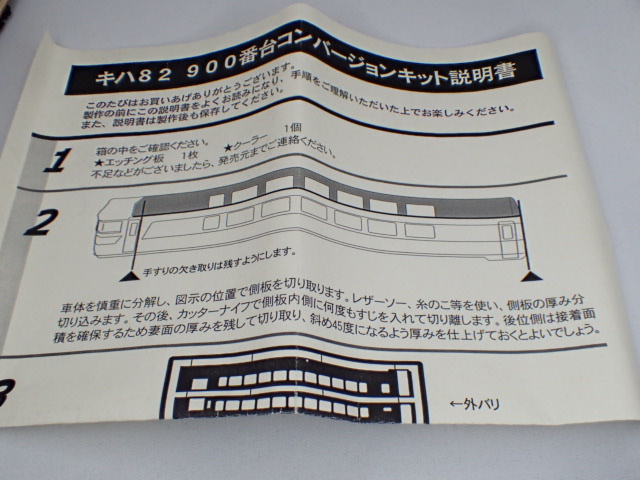 キハ82 900番台コンバージョンキット説明書
このたびはお買いあげありがとうございます。
製作の前にこの説明書をよくお読みになり、手順をご理解いただいた上でお楽しみください。
また、説明書は製作後も保存してください。
1
箱の中をご確認ください。
★エッチング板 1枚 ★クーラー 1個
不足などがございましたら、発売元までご連絡ください。
2
手すりの欠き取りは残すようにします。
車体を慎重に分解し、図示の位置で側板を切り取ります。レザーソー、糸のこ等を使い、側板の厚み分
切り込みます。その後、カッターナイフで側板内側に何度もすじを入れて切り離します。後位側は接着面
積を確保するため妻面の厚みを残して切り取り、斜め45度になるよう厚みを仕上げておくとよいでしょう。
3
←外バリ